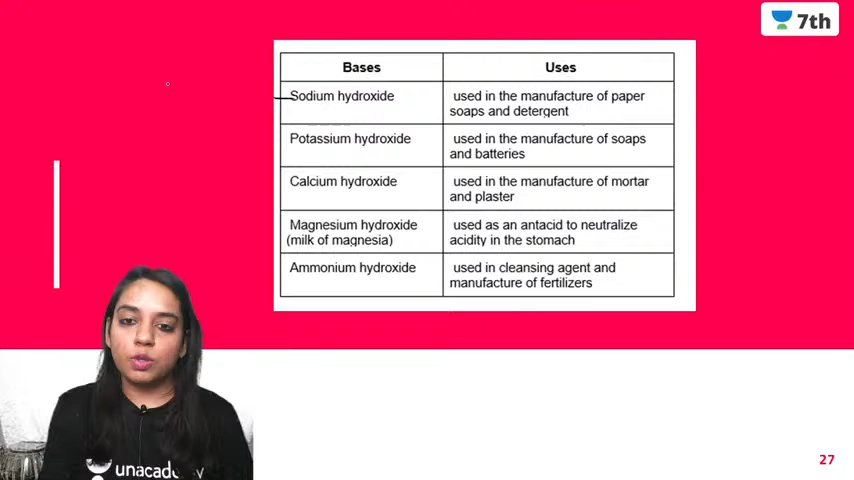 7th
Bases
Uses
Sodium hydroxide
used in the manufacture of paper
soaps and detergent
Potassium hydroxide
used in the manufacture of soaps
and batteries
Calcium hydroxide
used in the manufacture of mortar
and plaster
Magnesium hydroxide
(milk of magnesia)
used as an antacid to neutralize
acidity in the stomach
Ammonium hydroxide
used in cleansing agent and
manufacture of fertilizers
unacademy
27